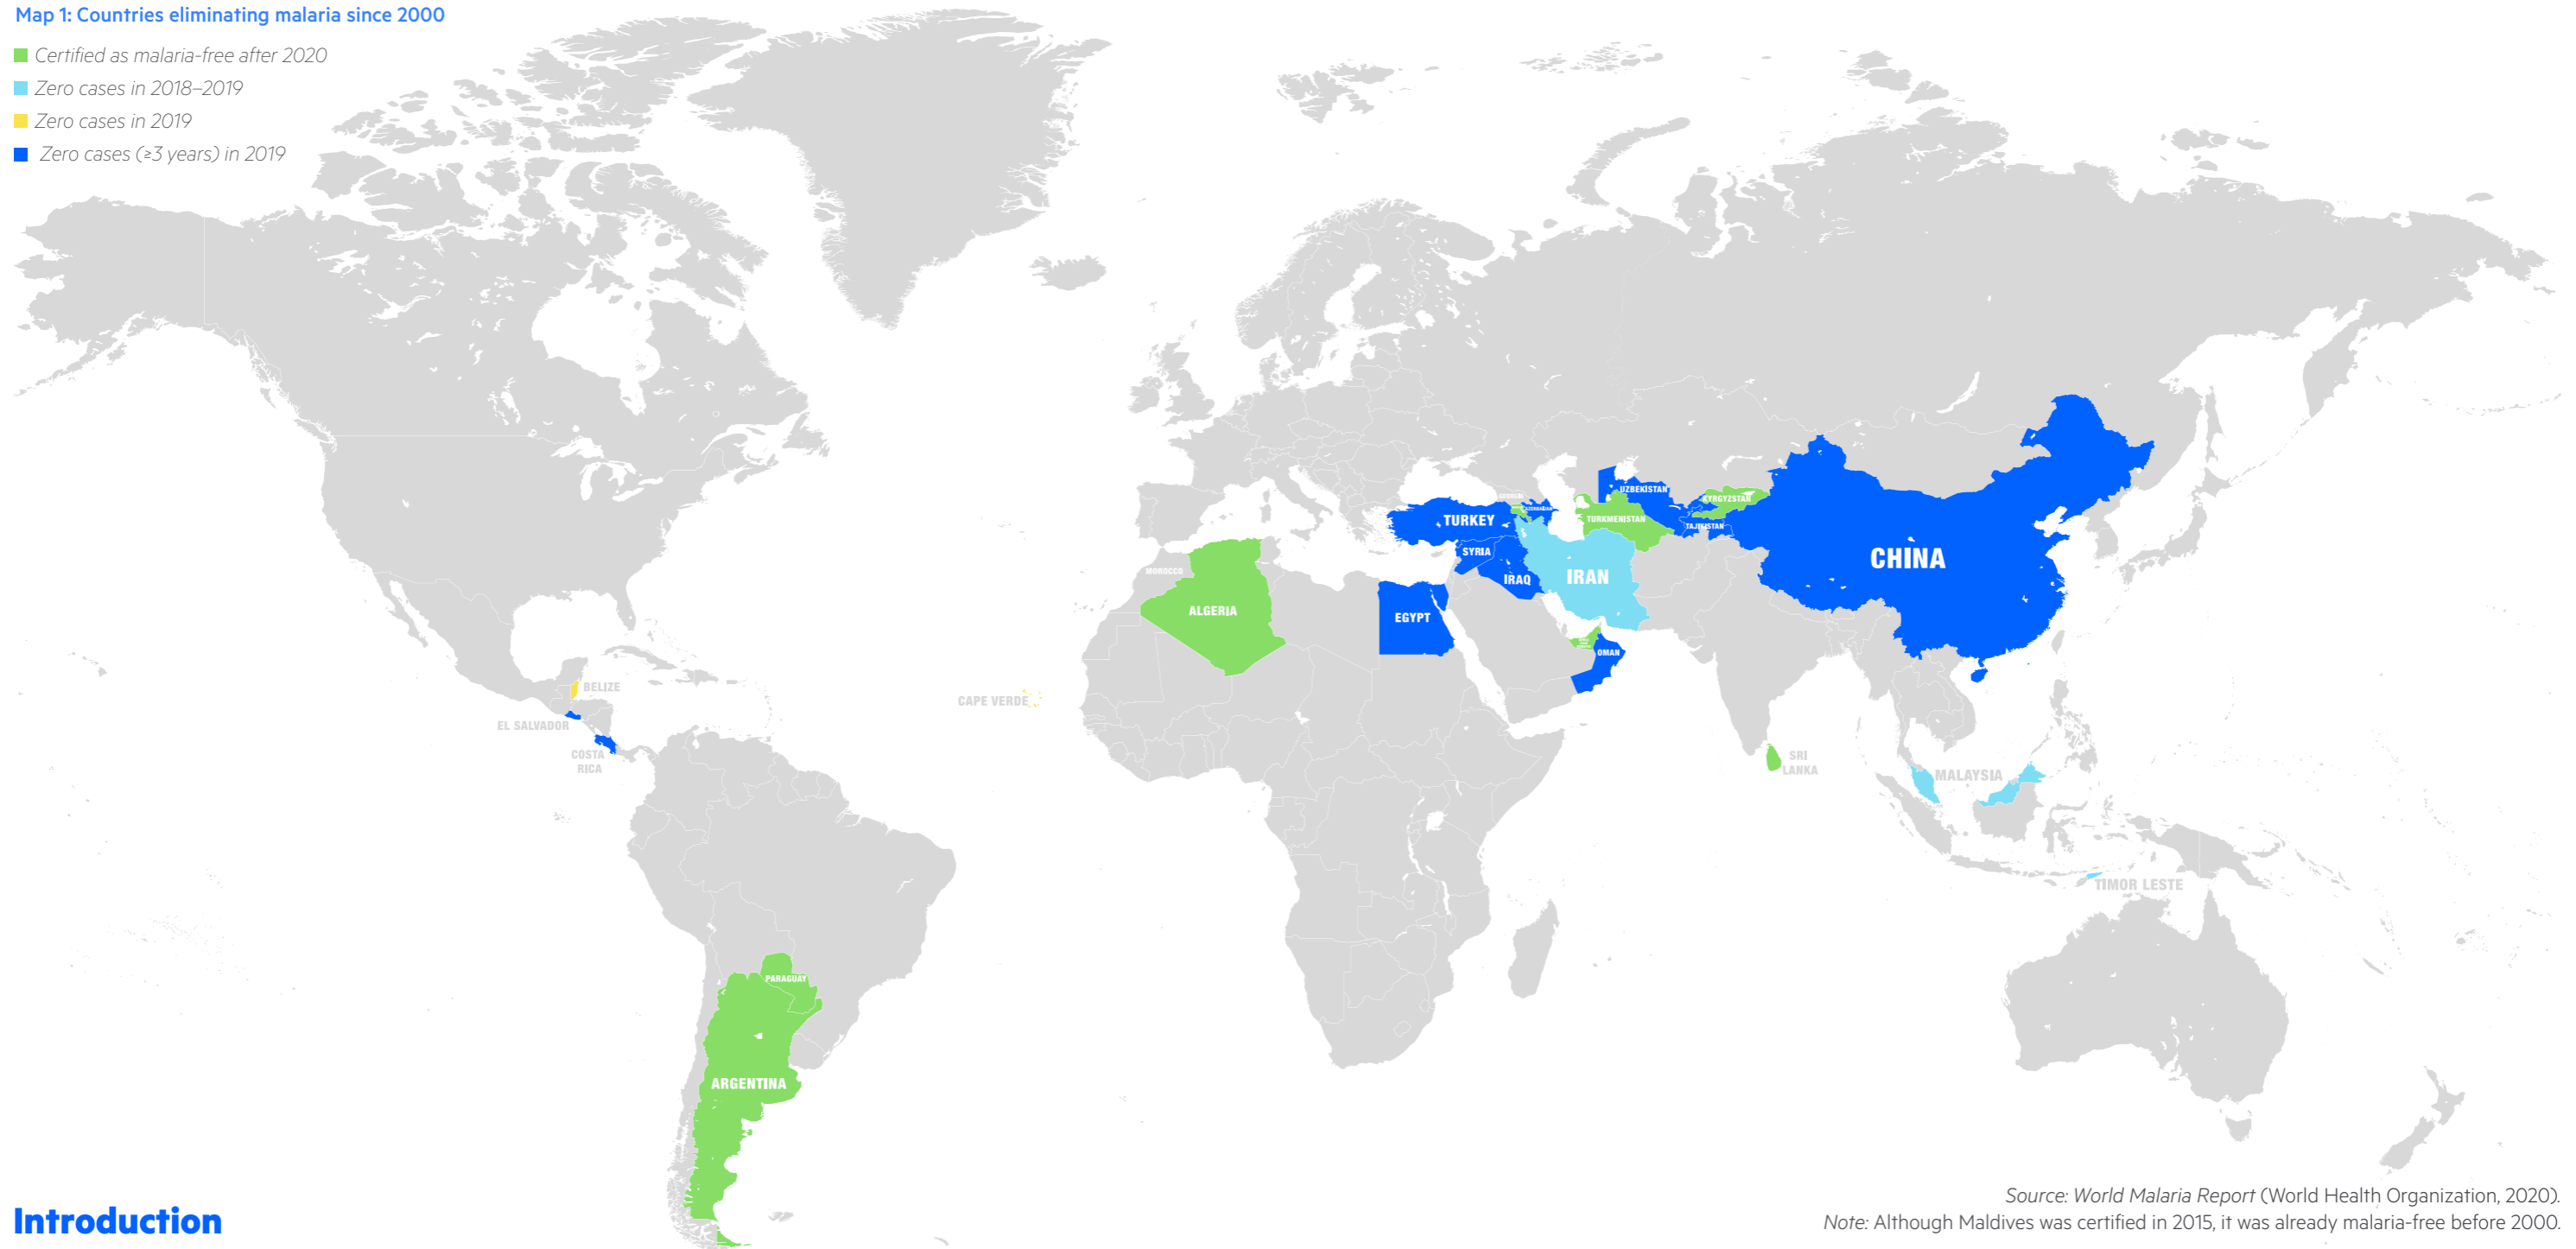 Map 1: Countries eliminating malaria since 2000
Certified as malaria-free after 2020
Zero cases in 2018–2019
Zero cases in 2019
Zero cases (≥3 years) in 2019
UZBEKISTAN
KYRGYZSTAN
GEORGIA
AZERBAIJAN
TURKEY
TURKMENISTAN
TAJIKISTAN
SYRIA
CHINA
MOROCCO
IRAQ
IRAN
ALGERIA
EGYPT
OMAN
BELIZE
CAPE VERDE
EL SALVADOR
COSTA
RICA
SRI
LANKA
MALAYSIA
TIMOR LESTE
PARAGUAY
ARGENTINA
Source: World Malaria Report (World Health Organization, 2020).
Note: Although Maldives was certified in 2015, it was already malaria-free before 2000.
Introduction